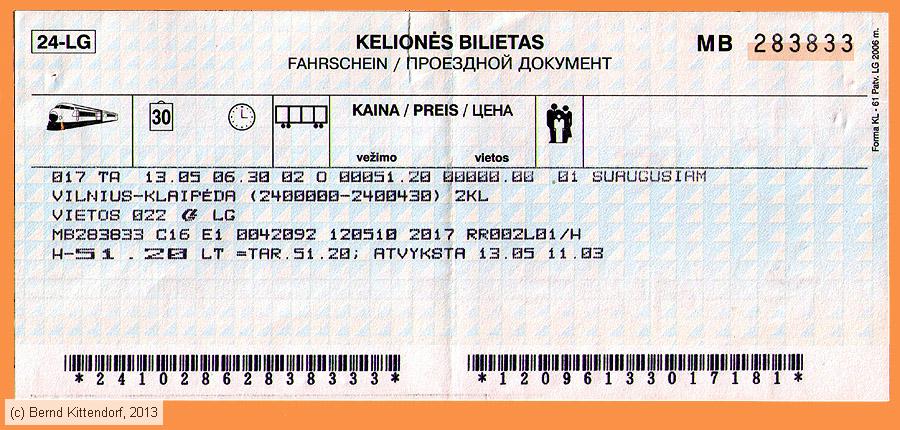 24-LG
KELIONĖS BILIETAS
MB 283833
FAHRSCHEIN / ПРОЕЗДНОЙ ДОКУМЕНТ
Forma KL - 61 Patv. LG 2006 m.
30
KAINA / PREIS / ЦЕНА
vežimo vietos
017 TA 13.05 06.30 02 O 00051.20 00000.00 01 SUAUGUSIAM
VILNIUS-KLAIPĖDA (2400000-2400430) 2KL
VIETOS 022 LG
MB283833 C16 E1 0042092 120510 2017 RR002L01/H
H-51.20 LT =TAR.51.20; ATVYKSTA 13.05 11.03
*24102862838333*
*12096133017181*
(c) Bernd Kittendorf, 2013